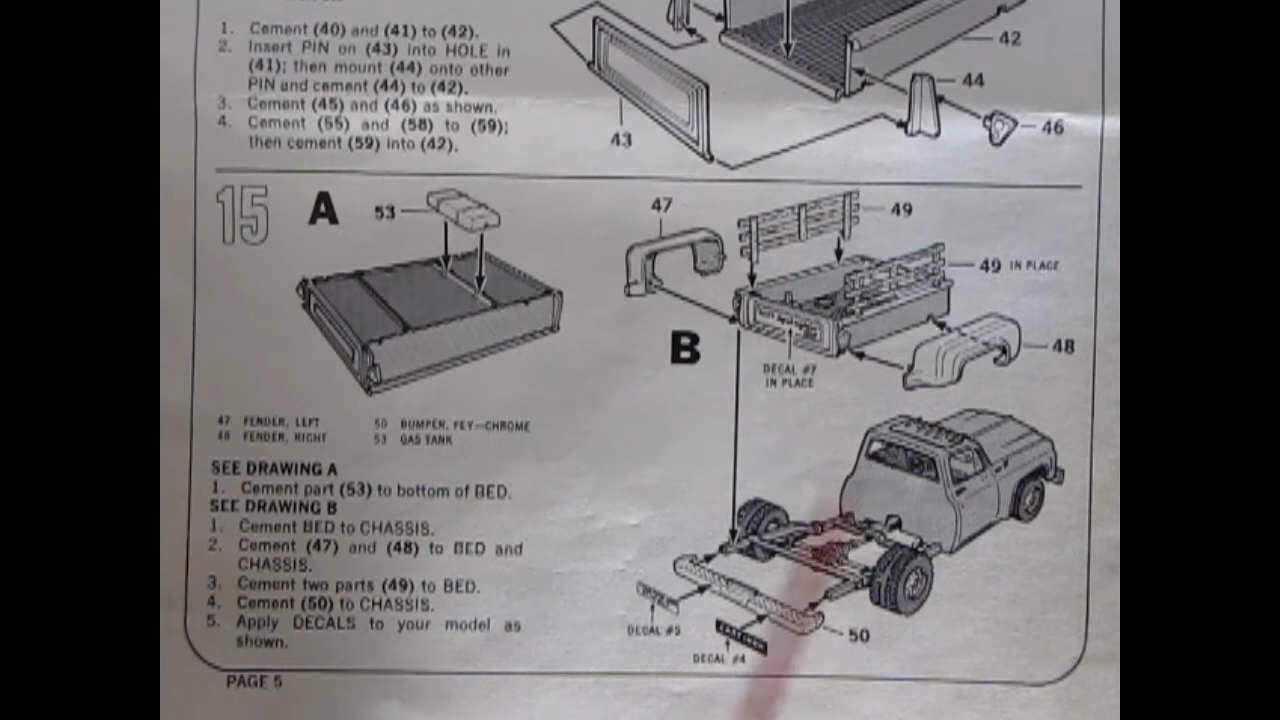 1. Cement (40) and (41) to (42).
2. Insert PIN on (43) into HOLE in
(41); then mount (44) onto other
PIN and cement (44) to (42).
3. Cement (45) and (46) as shown.
4. Cement (55) and (58) to (59);
then cement (59) into (42).
42
44
46
43
15
A
53
47
49
49 IN PLACE
B
48
DECAL #7
IN PLACE
47 FENDER, LEFT
48 FENDER, RIGHT
50 BUMPER, FEY—CHROME
53 GAS TANK
SEE DRAWING A
1. Cement part (53) to bottom of BED.
SEE DRAWING B
1. Cement BED to CHASSIS.
2. Cement (47) and (48) to BED and
CHASSIS.
3. Cement two parts (49) to BED.
4. Cement (50) to CHASSIS.
5. Apply DECALS to your model as
shown.
DECAL #5
DECAL #4
50
PAGE 5